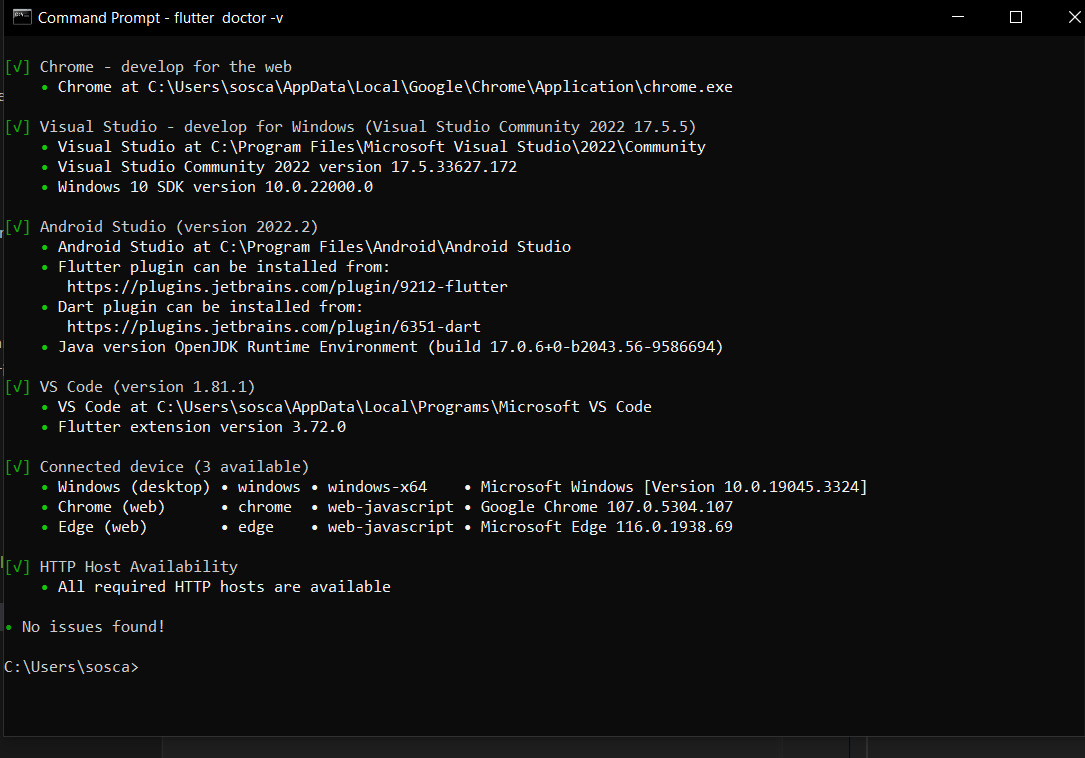 Command Prompt - flutter  doctor -v
[√] Chrome - develop for the web
• Chrome at C:\Users\sosca\AppData\Local\Google\Chrome\Application\chrome.exe
[√] Visual Studio - develop for Windows (Visual Studio Community 2022 17.5.5)
• Visual Studio at C:\Program Files\Microsoft Visual Studio\2022\Community
• Visual Studio Community 2022 version 17.5.33627.172
• Windows 10 SDK version 10.0.22000.0
[√] Android Studio (version 2022.2)
• Android Studio at C:\Program Files\Android\Android Studio
• Flutter plugin can be installed from:
https://plugins.jetbrains.com/plugin/9212-flutter
• Dart plugin can be installed from:
https://plugins.jetbrains.com/plugin/6351-dart
• Java version OpenJDK Runtime Environment (build 17.0.6+0-b2043.56-9586694)
[√] VS Code (version 1.81.1)
• VS Code at C:\Users\sosca\AppData\Local\Programs\Microsoft VS Code
• Flutter extension version 3.72.0
[√] Connected device (3 available)
• Windows (desktop) • windows • windows-x64    • Microsoft Windows [Version 10.0.19045.3324]
• Chrome (web)      • chrome  • web-javascript • Google Chrome 107.0.5304.107
• Edge (web)        • edge    • web-javascript • Microsoft Edge 116.0.1938.69
[√] HTTP Host Availability
• All required HTTP hosts are available
• No issues found!
C:\Users\sosca>